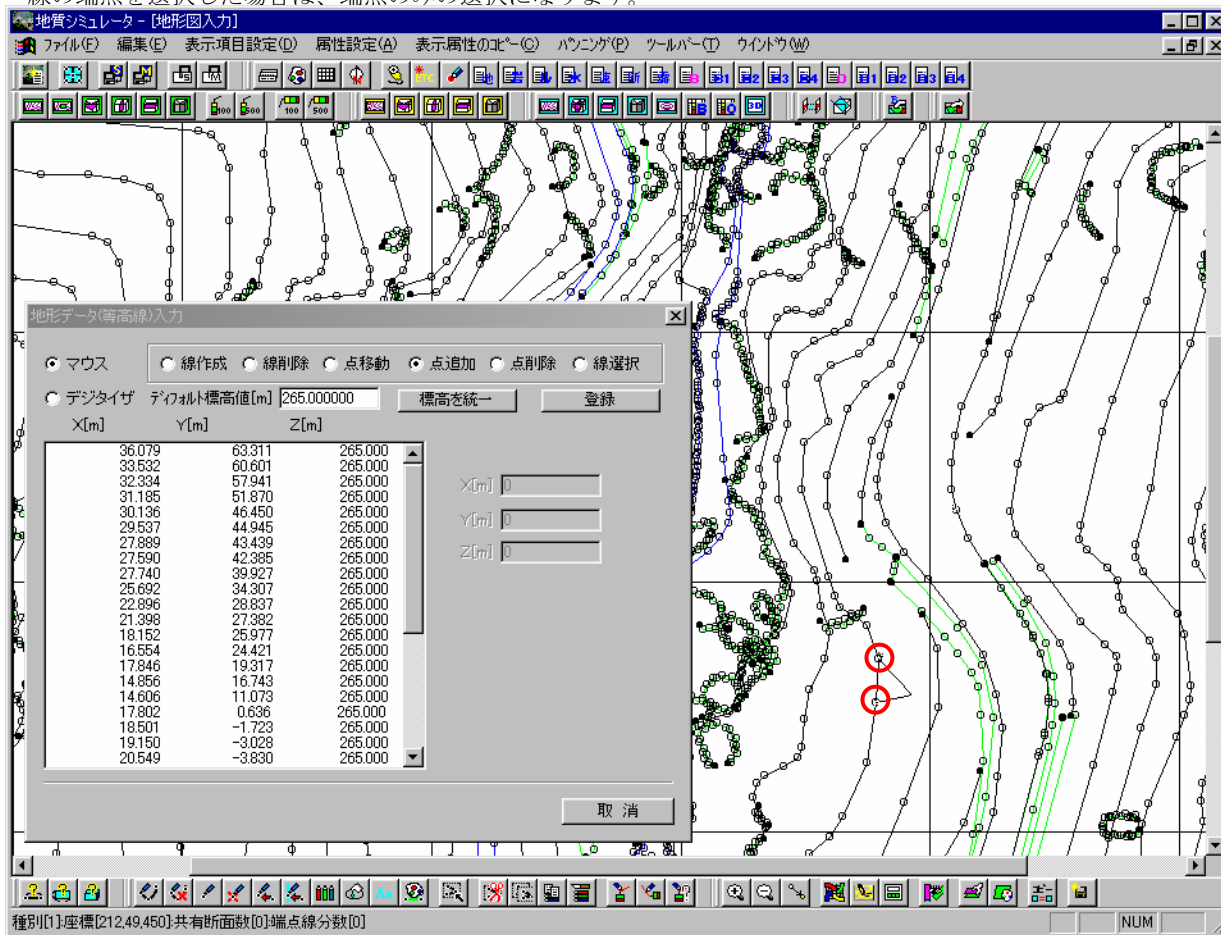 線の端点を選択した場合は、端点のみの選択になります。
地質シミュレータ - [地形図入力]
ファイル(F) 編集(E) 表示項目設定(D) 属性設定(A) 表示属性のコピー(C) パンニング(P) ツールバー(T) ウインドウ(W)
地形データ(等高線)入力
マウス 線作成 線削除 点移動 点追加 点削除 線選択
デジタイザ ディフォルト標高値[m] 265.000000 標高を統一 登録
X[m] Y[m] Z[m]
36.079 63.311 265.000
33.532 60.601 265.000
32.334 57.941 265.000
31.185 51.870 265.000
30.136 46.450 265.000
29.537 44.945 265.000
27.889 43.439 265.000
27.590 42.385 265.000
27.740 39.927 265.000
25.692 34.307 265.000
22.896 28.837 265.000
21.398 27.382 265.000
18.152 25.977 265.000
16.554 24.421 265.000
17.846 19.317 265.000
14.856 16.743 265.000
14.606 11.073 265.000
17.802 0.636 265.000
18.501 -1.723 265.000
19.150 -3.028 265.000
20.549 -3.830 265.000
X[m] 0
Y[m] 0
Z[m] 0
取 消
種別[1]:座標[212,49,450]:共有断面数[0]:端点線分数[0]
NUM